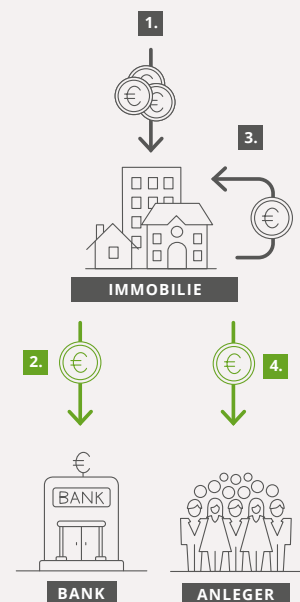 1.
3.
IMMOBILIE
2.
4.
BANK
BANK
ANLEGER